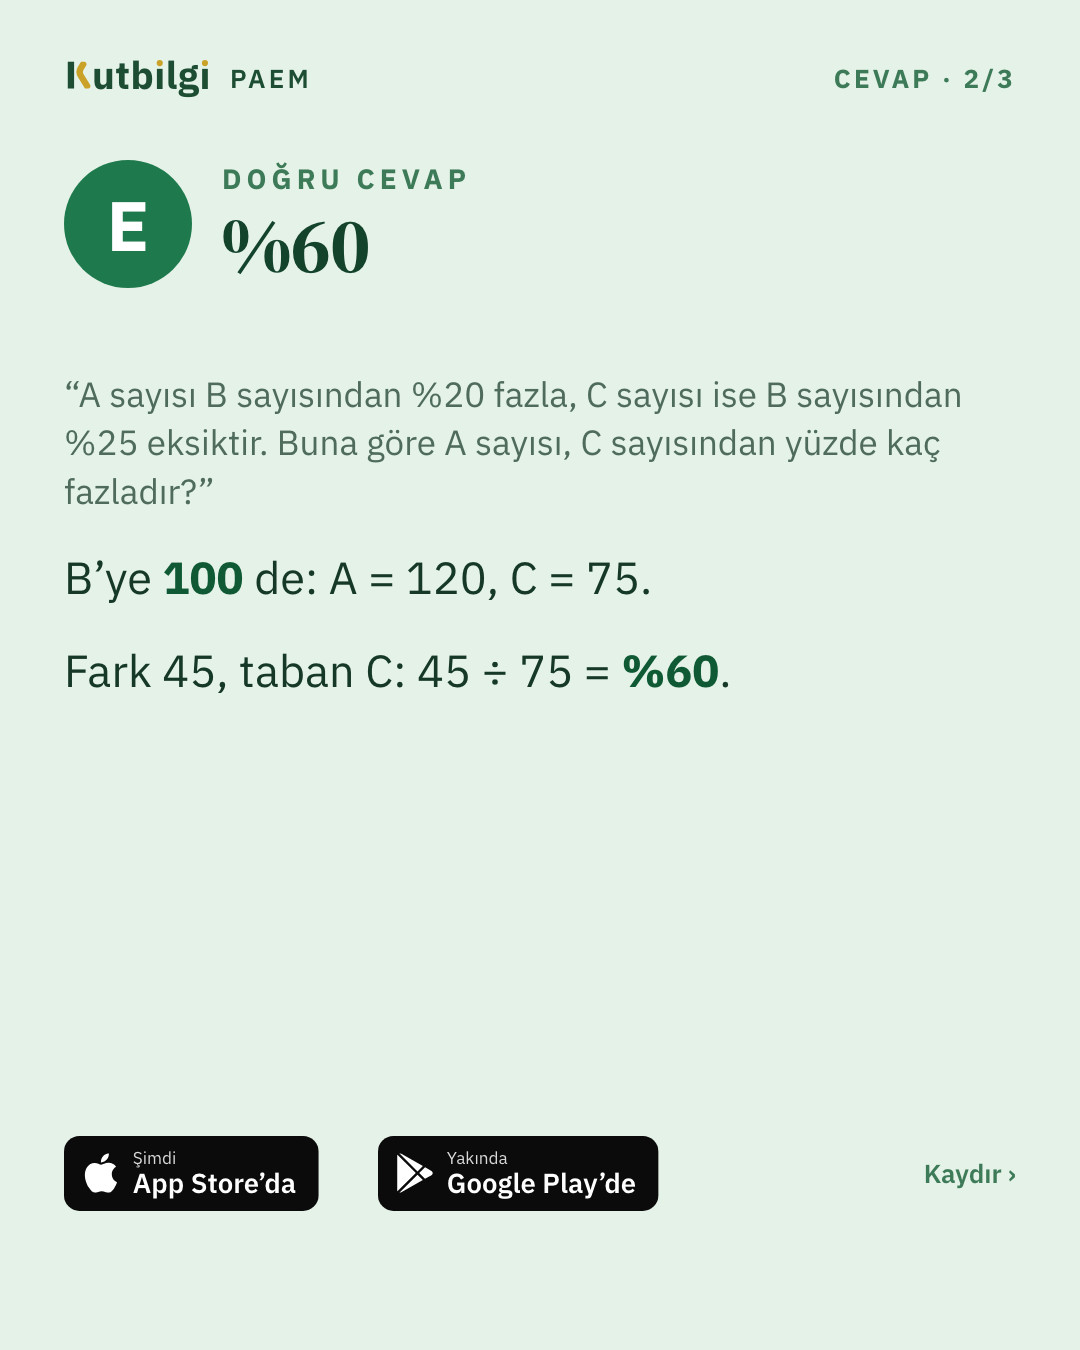 Kutbilgi PAEM
CEVAP · 2/3
E
DOĞRU CEVAP
%60
“A sayısı B sayısından %20 fazla, C sayısı ise B sayısından
%25 eksiktir. Buna göre A sayısı, C sayısından yüzde kaç
fazladır?”
B’ye 100 de: A = 120, C = 75.
Fark 45, taban C: 45 ÷ 75 = %60.
Şimdi
App Store’da
Yakında
Google Play’de
Kaydır ›